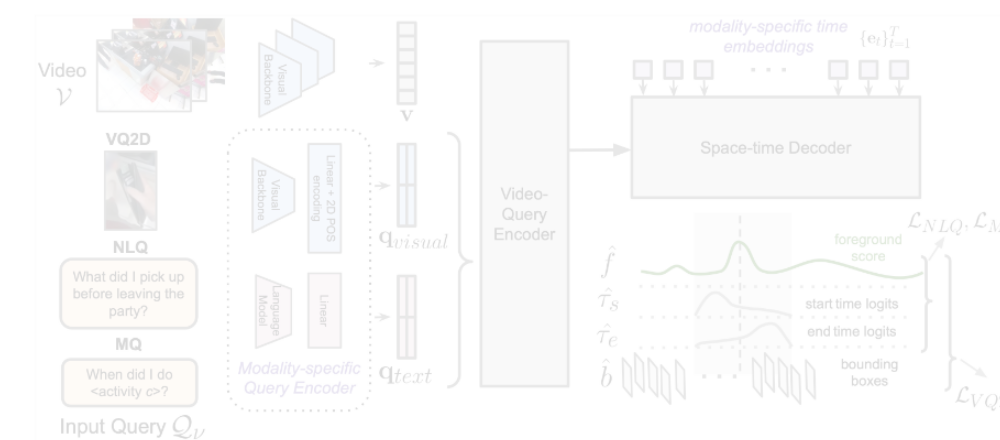 Video
𝒱
VQ2D
NLQ
What did I pick up
before leaving the
party?
MQ
When did I do
<activity c>?
Input Query 𝒬_𝒱
Visual
Backbone
v
Visual
Backbone
Linear + 2D POS
encoding
q_visual
Language
Model
Linear
q_text
Modality-specific
Query Encoder
Video-
Query
Encoder
modality-specific time
embeddings
{e_t}_{t=1}^T
Space-time Decoder
foreground
score
f̂
τ̂_s
start time logits
τ̂_e
end time logits
b̂
bounding
boxes
ℒ_NLQ, ℒ_M
ℒ_VQ